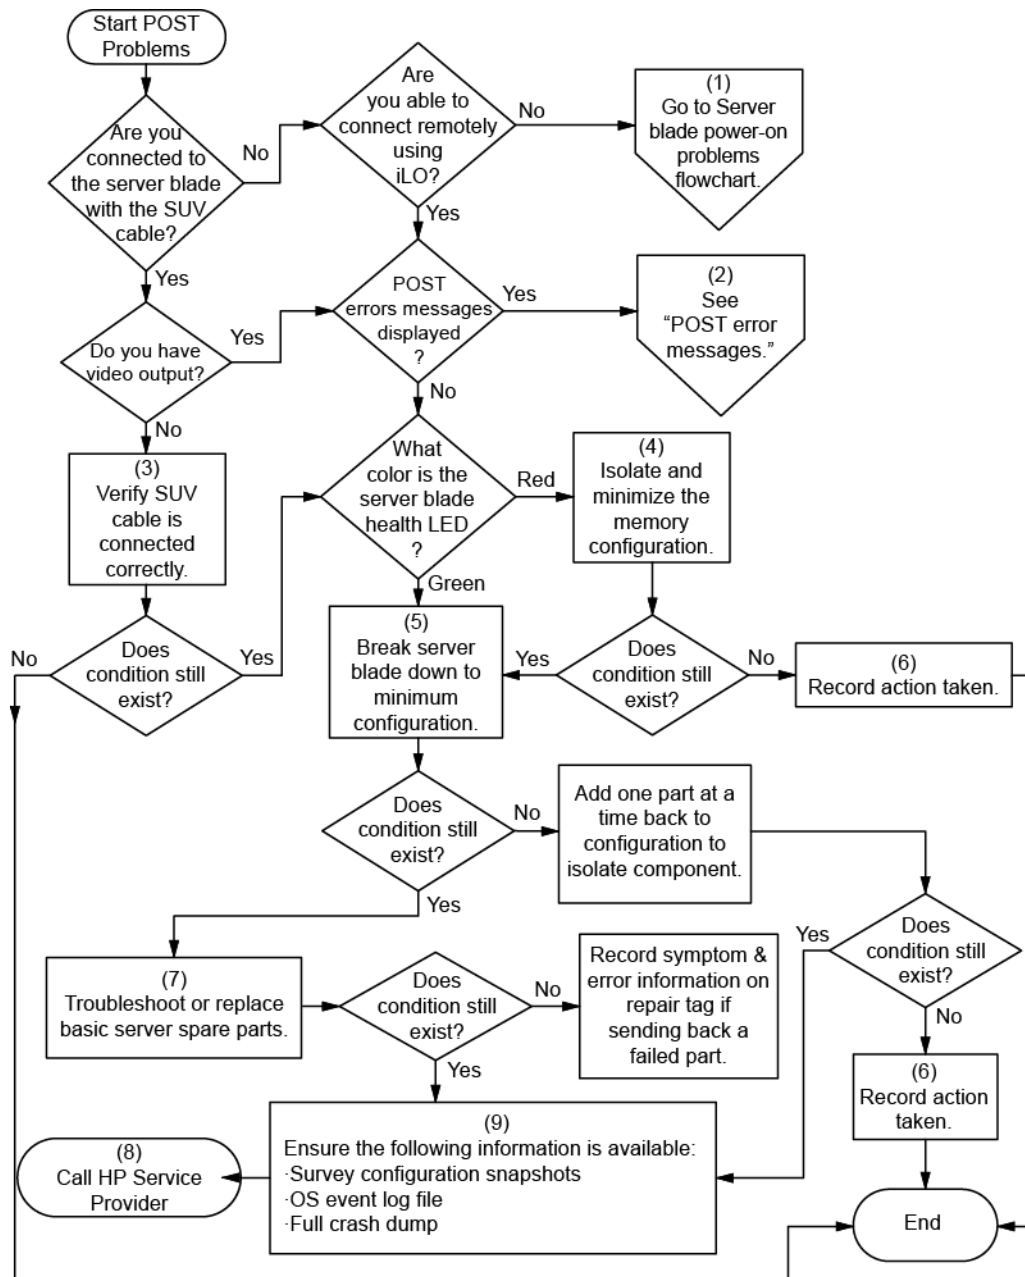 Start POST
Problems
Are you
connected to
the server blade
with the SUV
cable?
No
Yes
Are
you able to
connect remotely
using
iLO?
No
Yes
(1)
Go to Server
blade power-on
problems
flowchart.
Do you have
video output?
Yes
No
POST
errors messages
displayed
?
Yes
No
(2)
See
“POST error
messages.”
(3)
Verify SUV
cable is
connected
correctly.
What
color is the
server blade
health LED
?
Red
Green
(4)
Isolate and
minimize the
memory
configuration.
Does
condition still
exist?
No
Yes
(5)
Break server
blade down to
minimum
configuration.
Does
condition still
exist?
Yes
No
(6)
Record action taken.
Does
condition still
exist?
No
Yes
Add one part at a
time back to
configuration to
isolate component.
Does
condition still
exist?
Yes
No
(7)
Troubleshoot or replace
basic server spare parts.
Does
condition still
exist?
No
Yes
Record symptom &
error information on
repair tag if
sending back a
failed part.
(6)
Record action
taken.
(8)
Call HP Service
Provider
(9)
Ensure the following information is available:
·Survey configuration snapshots
·OS event log file
·Full crash dump
End